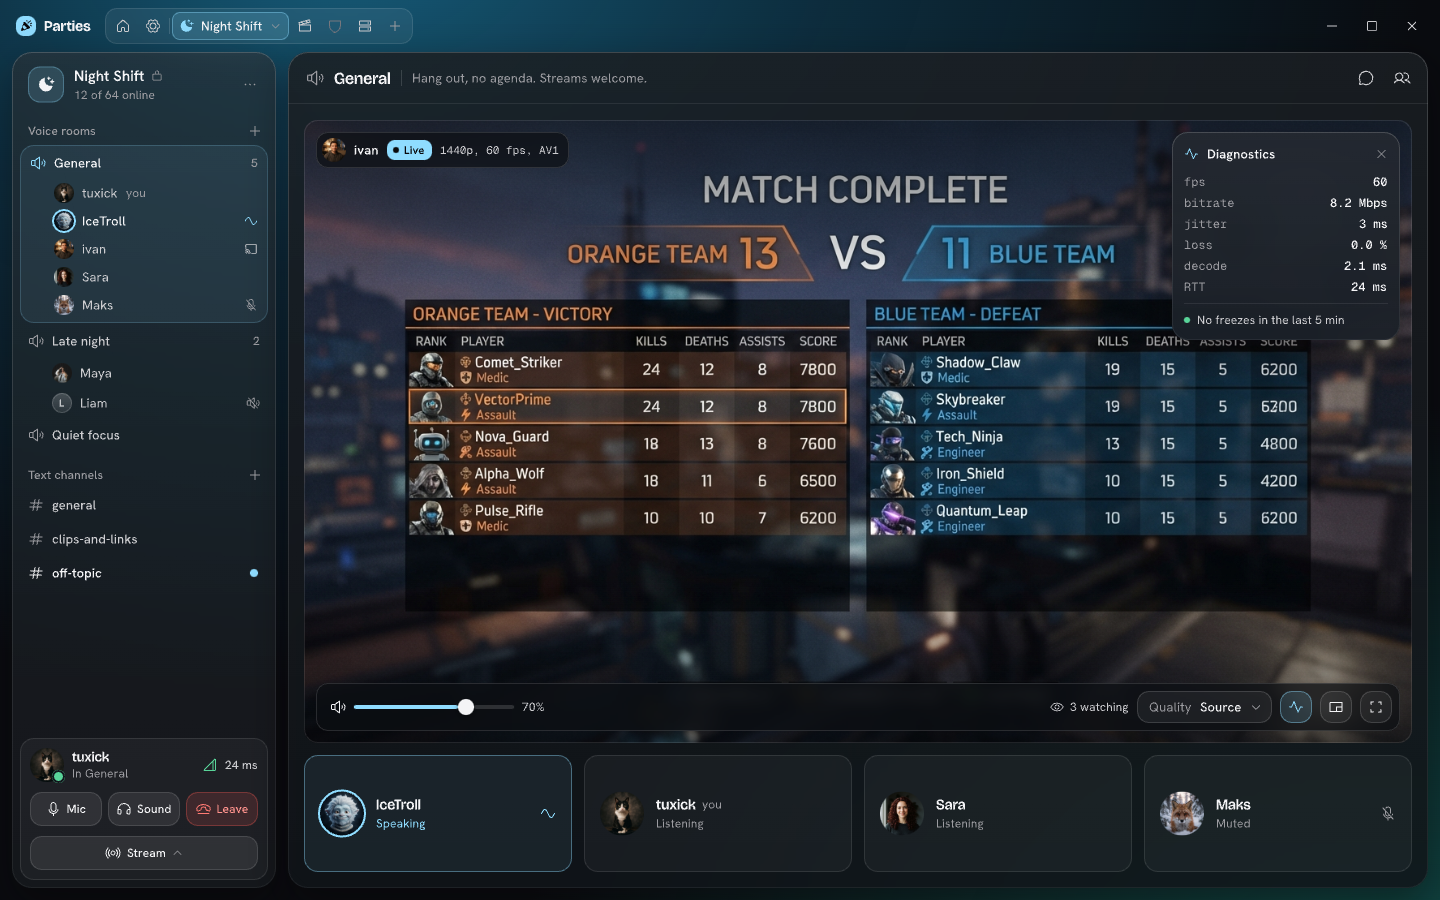 Parties
Night Shift
Night Shift
12 of 64 online
Voice rooms
General 5
tuxick you
IceTroll
ivan
Sara
Maks
Late night 2
Maya
L Liam
Quiet focus
Text channels
# general
# clips-and-links
# off-topic
tuxick
In General
24 ms
Mic Sound Leave
Stream
General Hang out, no agenda. Streams welcome.
ivan Live 1440p, 60 fps, AV1
MATCH COMPLETE
ORANGE TEAM 13 VS 11 BLUE TEAM
ORANGE TEAM - VICTORY
RANK PLAYER KILLS DEATHS ASSISTS SCORE
Comet_Striker 24 12 8 7800
Medic
VectorPrime 24 12 8 7800
Assault
Nova_Guard 18 13 8 7600
Assault
Alpha_Wolf 18 11 6 6500
Assault
Pulse_Rifle 10 10 7 6200
Medic
BLUE TEAM - DEFEAT
RANK PLAYER KILLS DEATHS ASSISTS SCORE
Shadow_Claw 19 15 5 6200
Medic
Skybreaker 19 15 5 6200
Assault
Tech_Ninja 13 15 5 4800
Engineer
Iron_Shield 10 15 5 4200
Engineer
Quantum_Leap 10 15 5 6200
Engineer
Diagnostics
fps 60
bitrate 8.2 Mbps
jitter 3 ms
loss 0.0 %
decode 2.1 ms
RTT 24 ms
No freezes in the last 5 min
70%
3 watching
Quality Source
IceTroll
Speaking
tuxick you
Listening
Sara
Listening
Maks
Muted